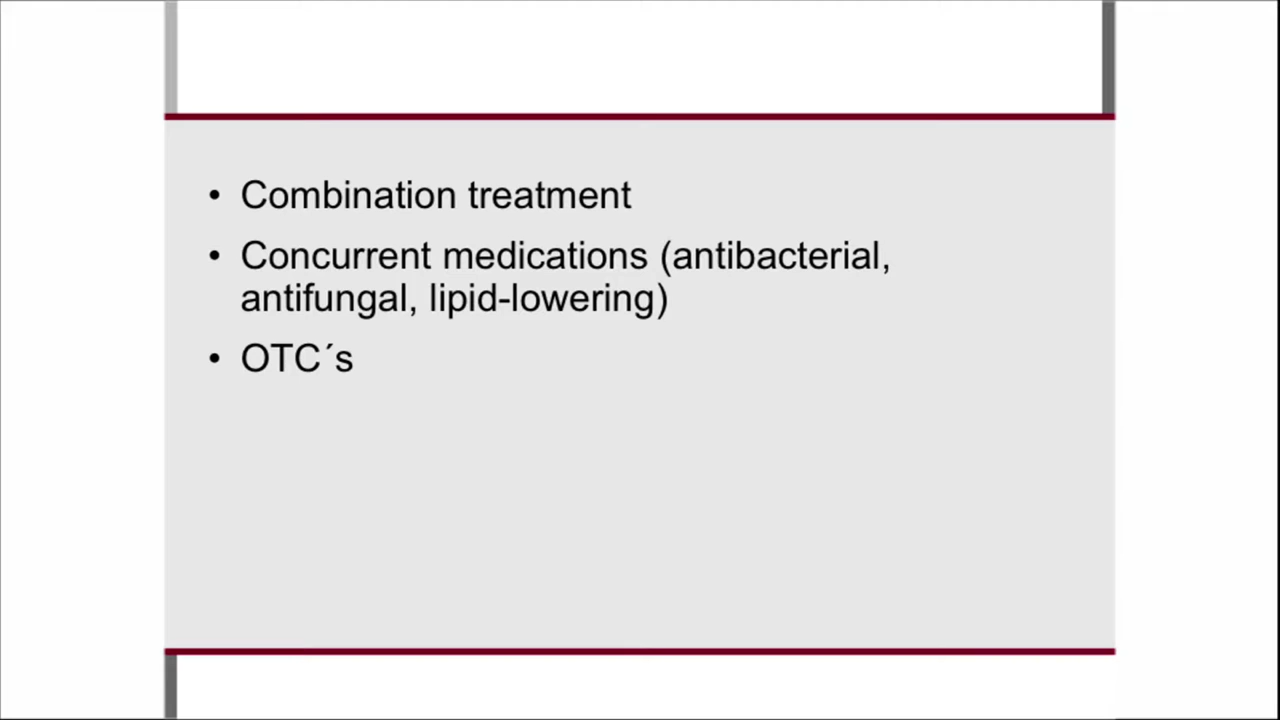 • Combination treatment
• Concurrent medications (antibacterial,
antifungal, lipid-lowering)
• OTC´s